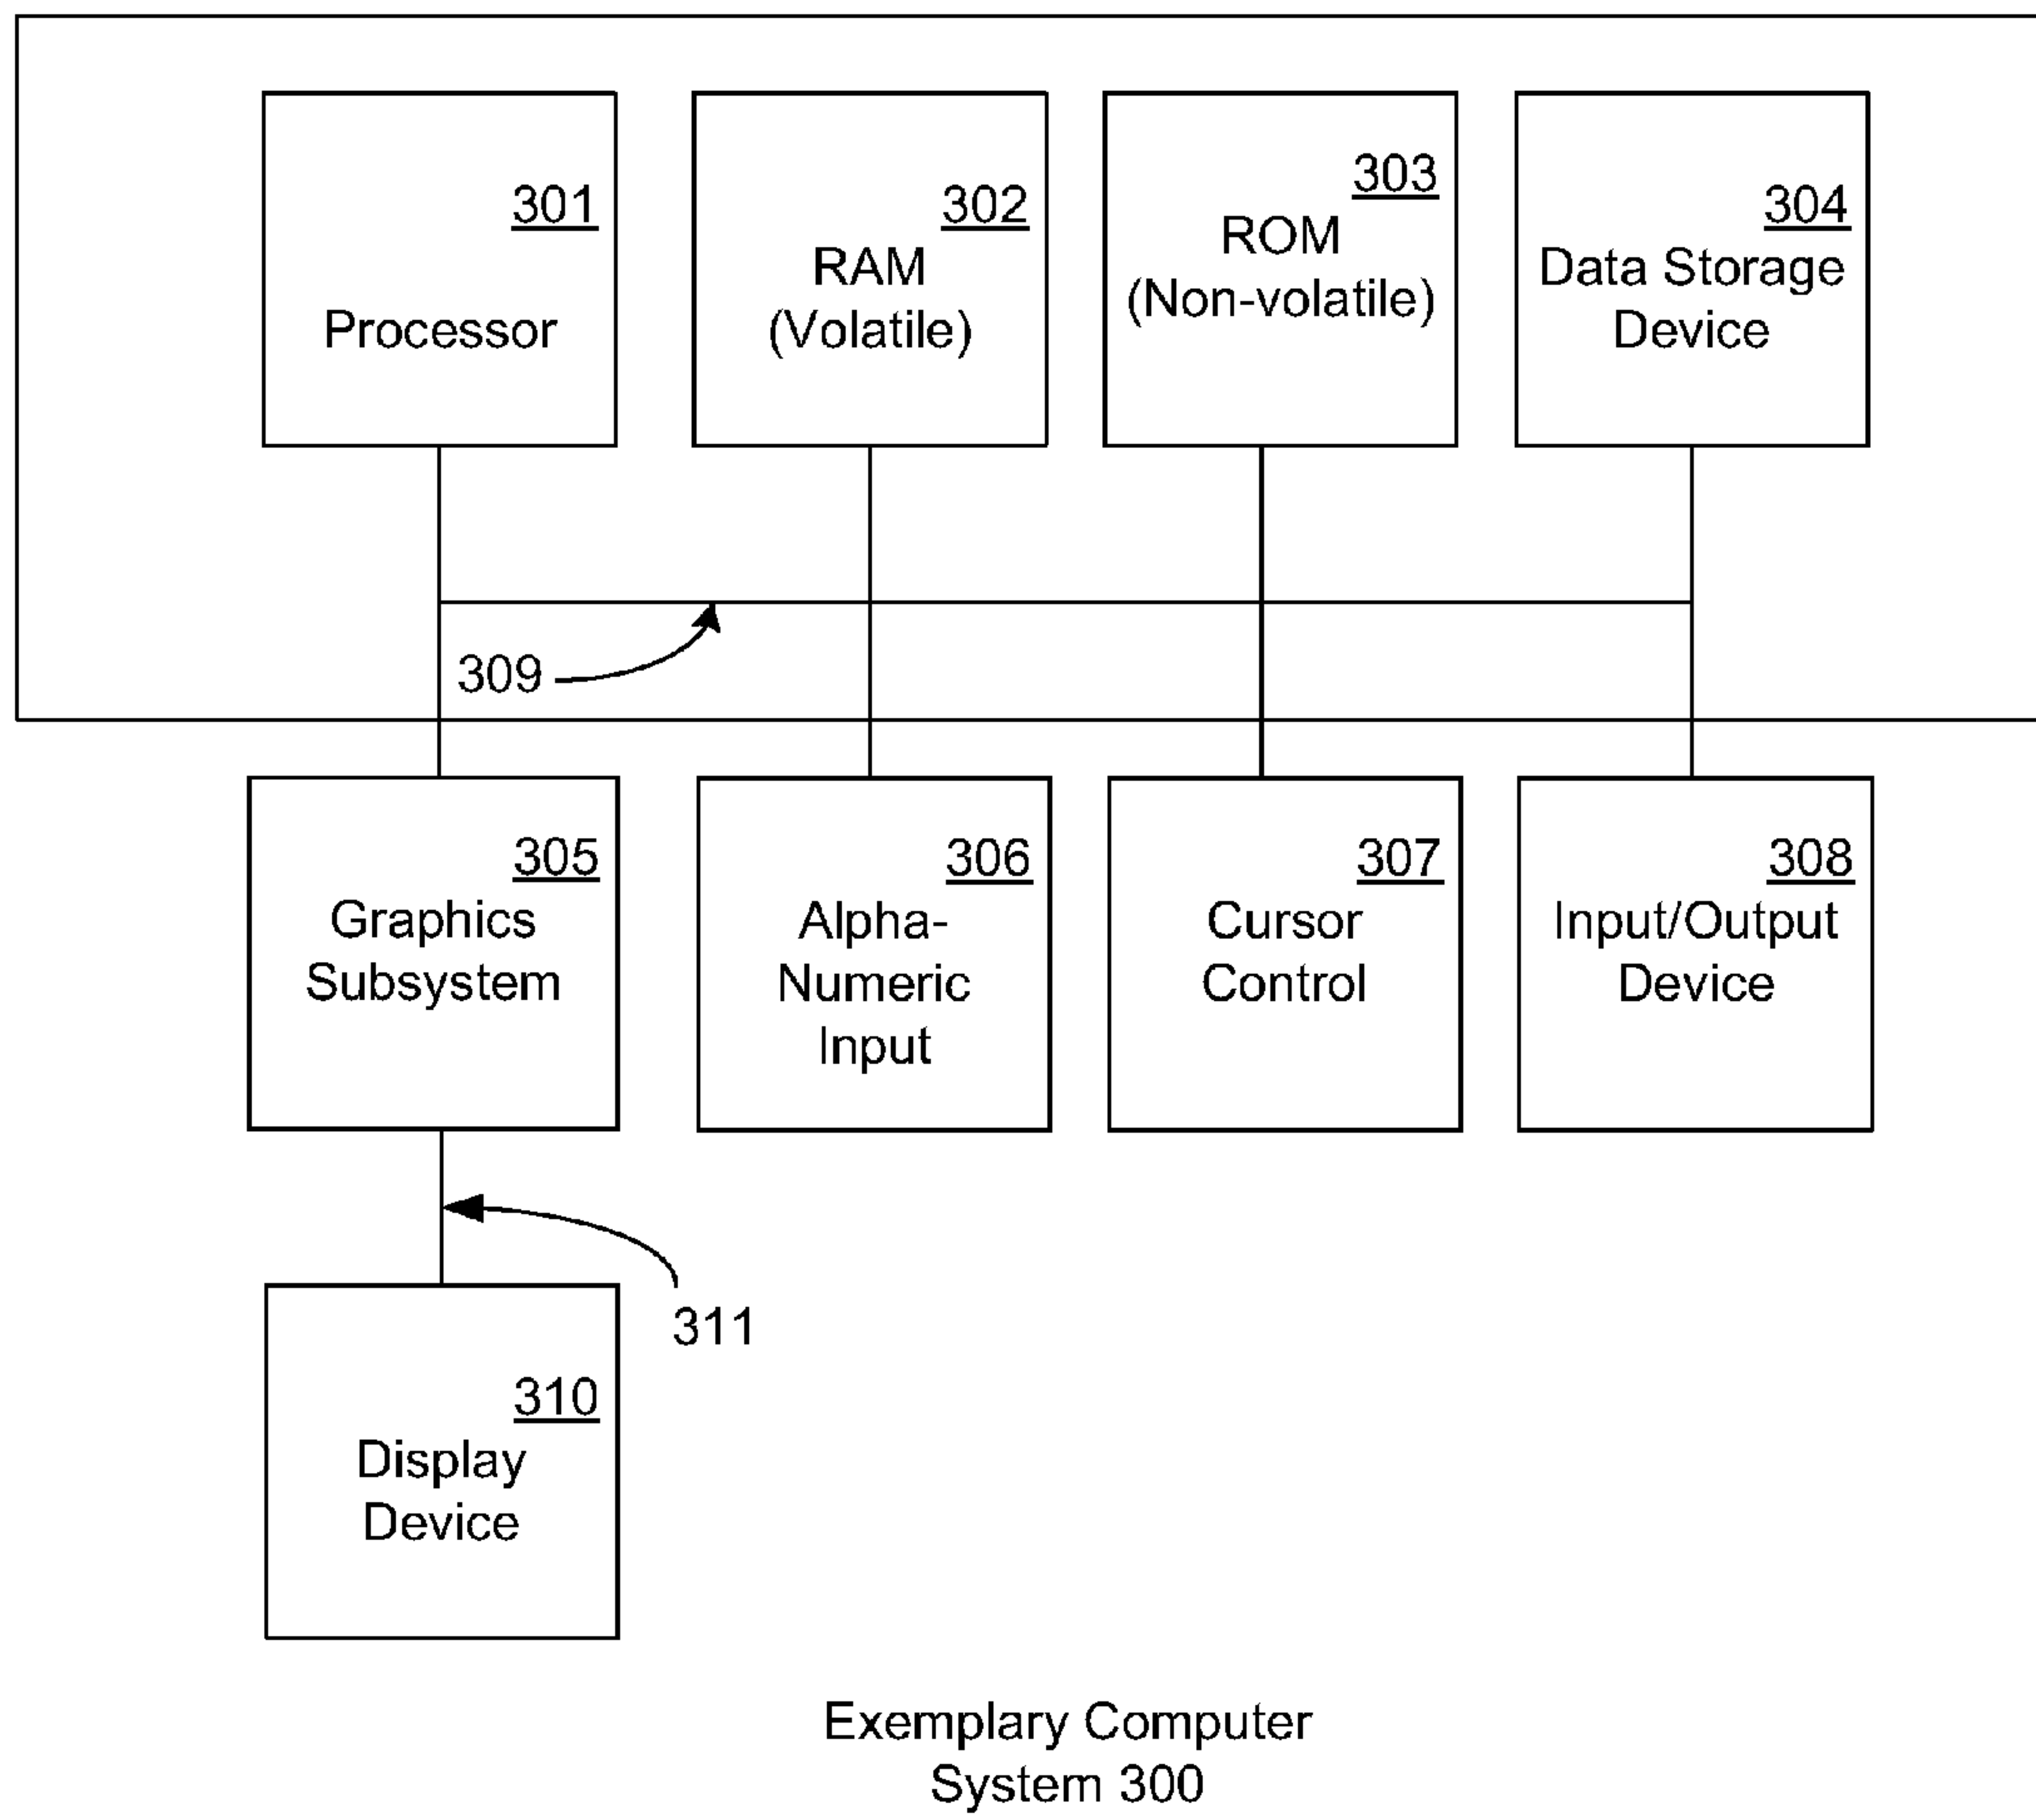 301
Processor
302
RAM
(Volatile)
303
ROM
(Non-volatile)
304
Data Storage
Device
309
305
Graphics
Subsystem
306
Alpha-
Numeric
Input
307
Cursor
Control
308
Input/Output
Device
311
310
Display
Device
Exemplary Computer
System 300